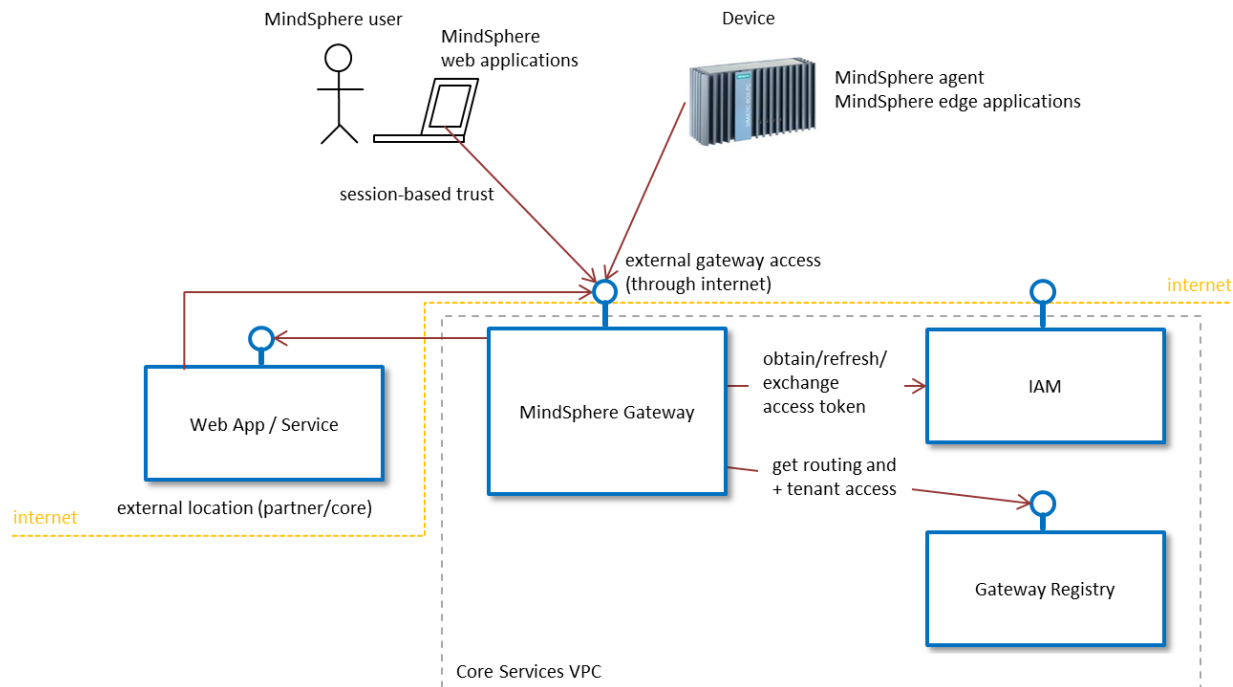 MindSphere user
Device
MindSphere
web applications
MindSphere agent
MindSphere edge applications
SIEMENS
session-based trust
external gateway access
(through internet)
internet
Web App / Service
MindSphere Gateway
obtain/refresh/
exchange
access token
IAM
get routing and
+ tenant access
external location (partner/core)
internet
Gateway Registry
Core Services VPC